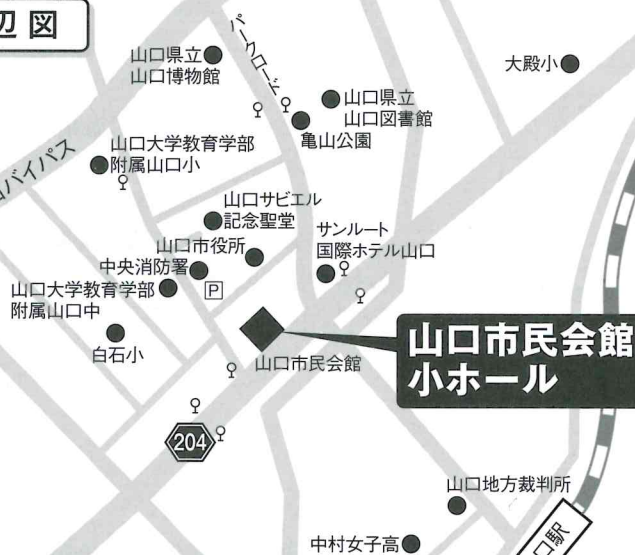 辺図
山口県立
山口博物館
パークロード
大殿小
山口県立
山口図書館
亀山公園
山口大学教育学部
附属山口小
バイパス
山口サビエル
記念聖堂
サンルート
国際ホテル山口
山口市役所
中央消防署
P
山口大学教育学部
附属山口中
白石小
山口市民会館
山口市民会館
小ホール
204
山口地方裁判所
中村女子高
口駅